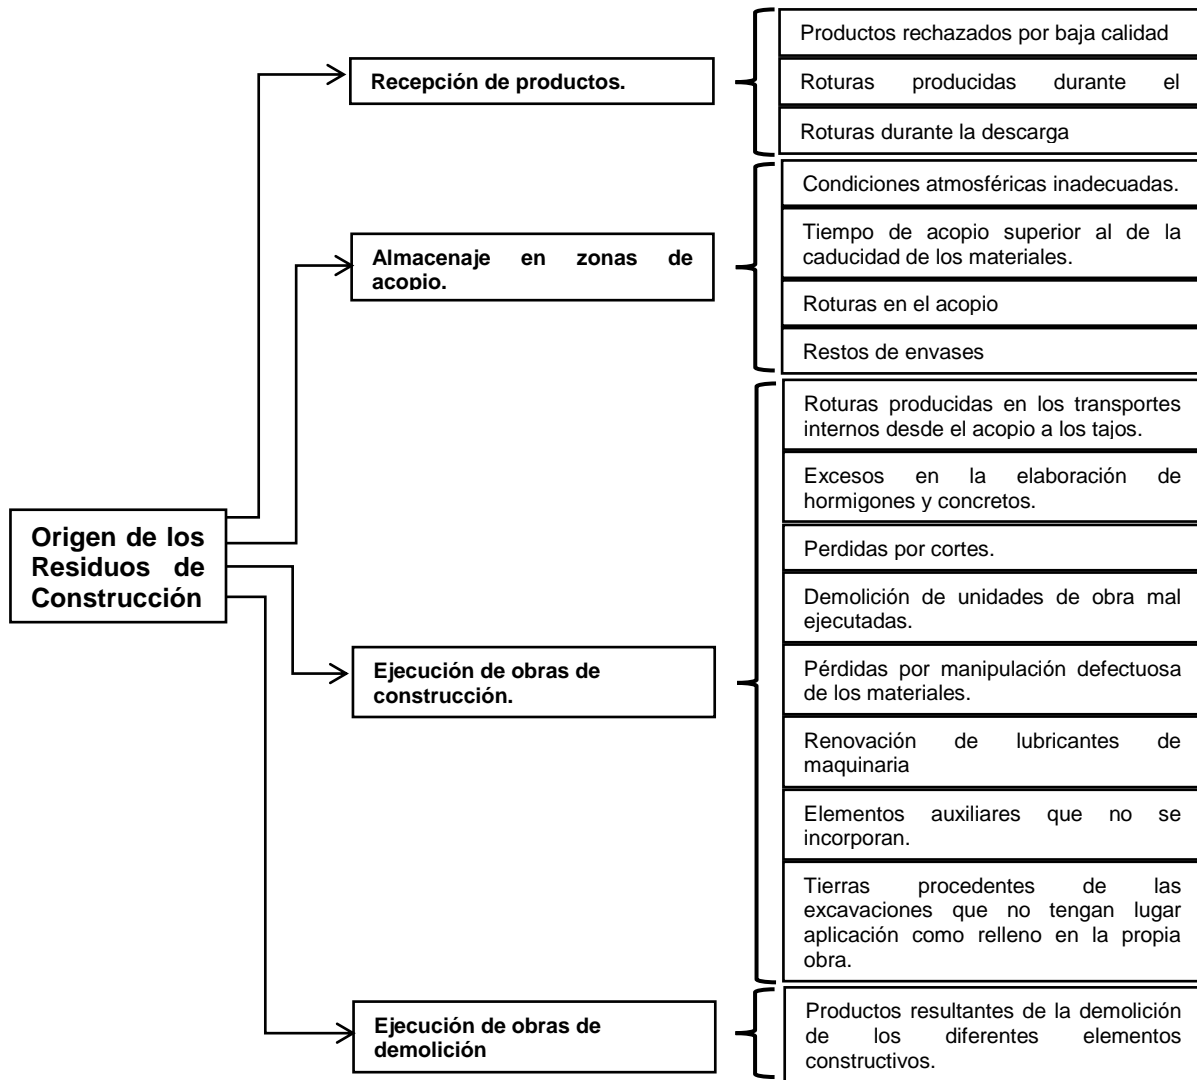 Origen de los
Residuos de
Construcción
Recepción de productos.
Productos rechazados por baja calidad
Roturas producidas durante el
Roturas durante la descarga
Almacenaje en zonas de
acopio.
Condiciones atmosféricas inadecuadas.
Tiempo de acopio superior al de la
caducidad de los materiales.
Roturas en el acopio
Restos de envases
Ejecución de obras de
construcción.
Roturas producidas en los transportes
internos desde el acopio a los tajos.
Excesos en la elaboración de
hormigones y concretos.
Perdidas por cortes.
Demolición de unidades de obra mal
ejecutadas.
Pérdidas por manipulación defectuosa
de los materiales.
Renovación de lubricantes de
maquinaria
Elementos auxiliares que no se
incorporan.
Tierras procedentes de las
excavaciones que no tengan lugar
aplicación como relleno en la propia
obra.
Ejecución de obras de
demolición
Productos resultantes de la demolición
de los diferentes elementos
constructivos.